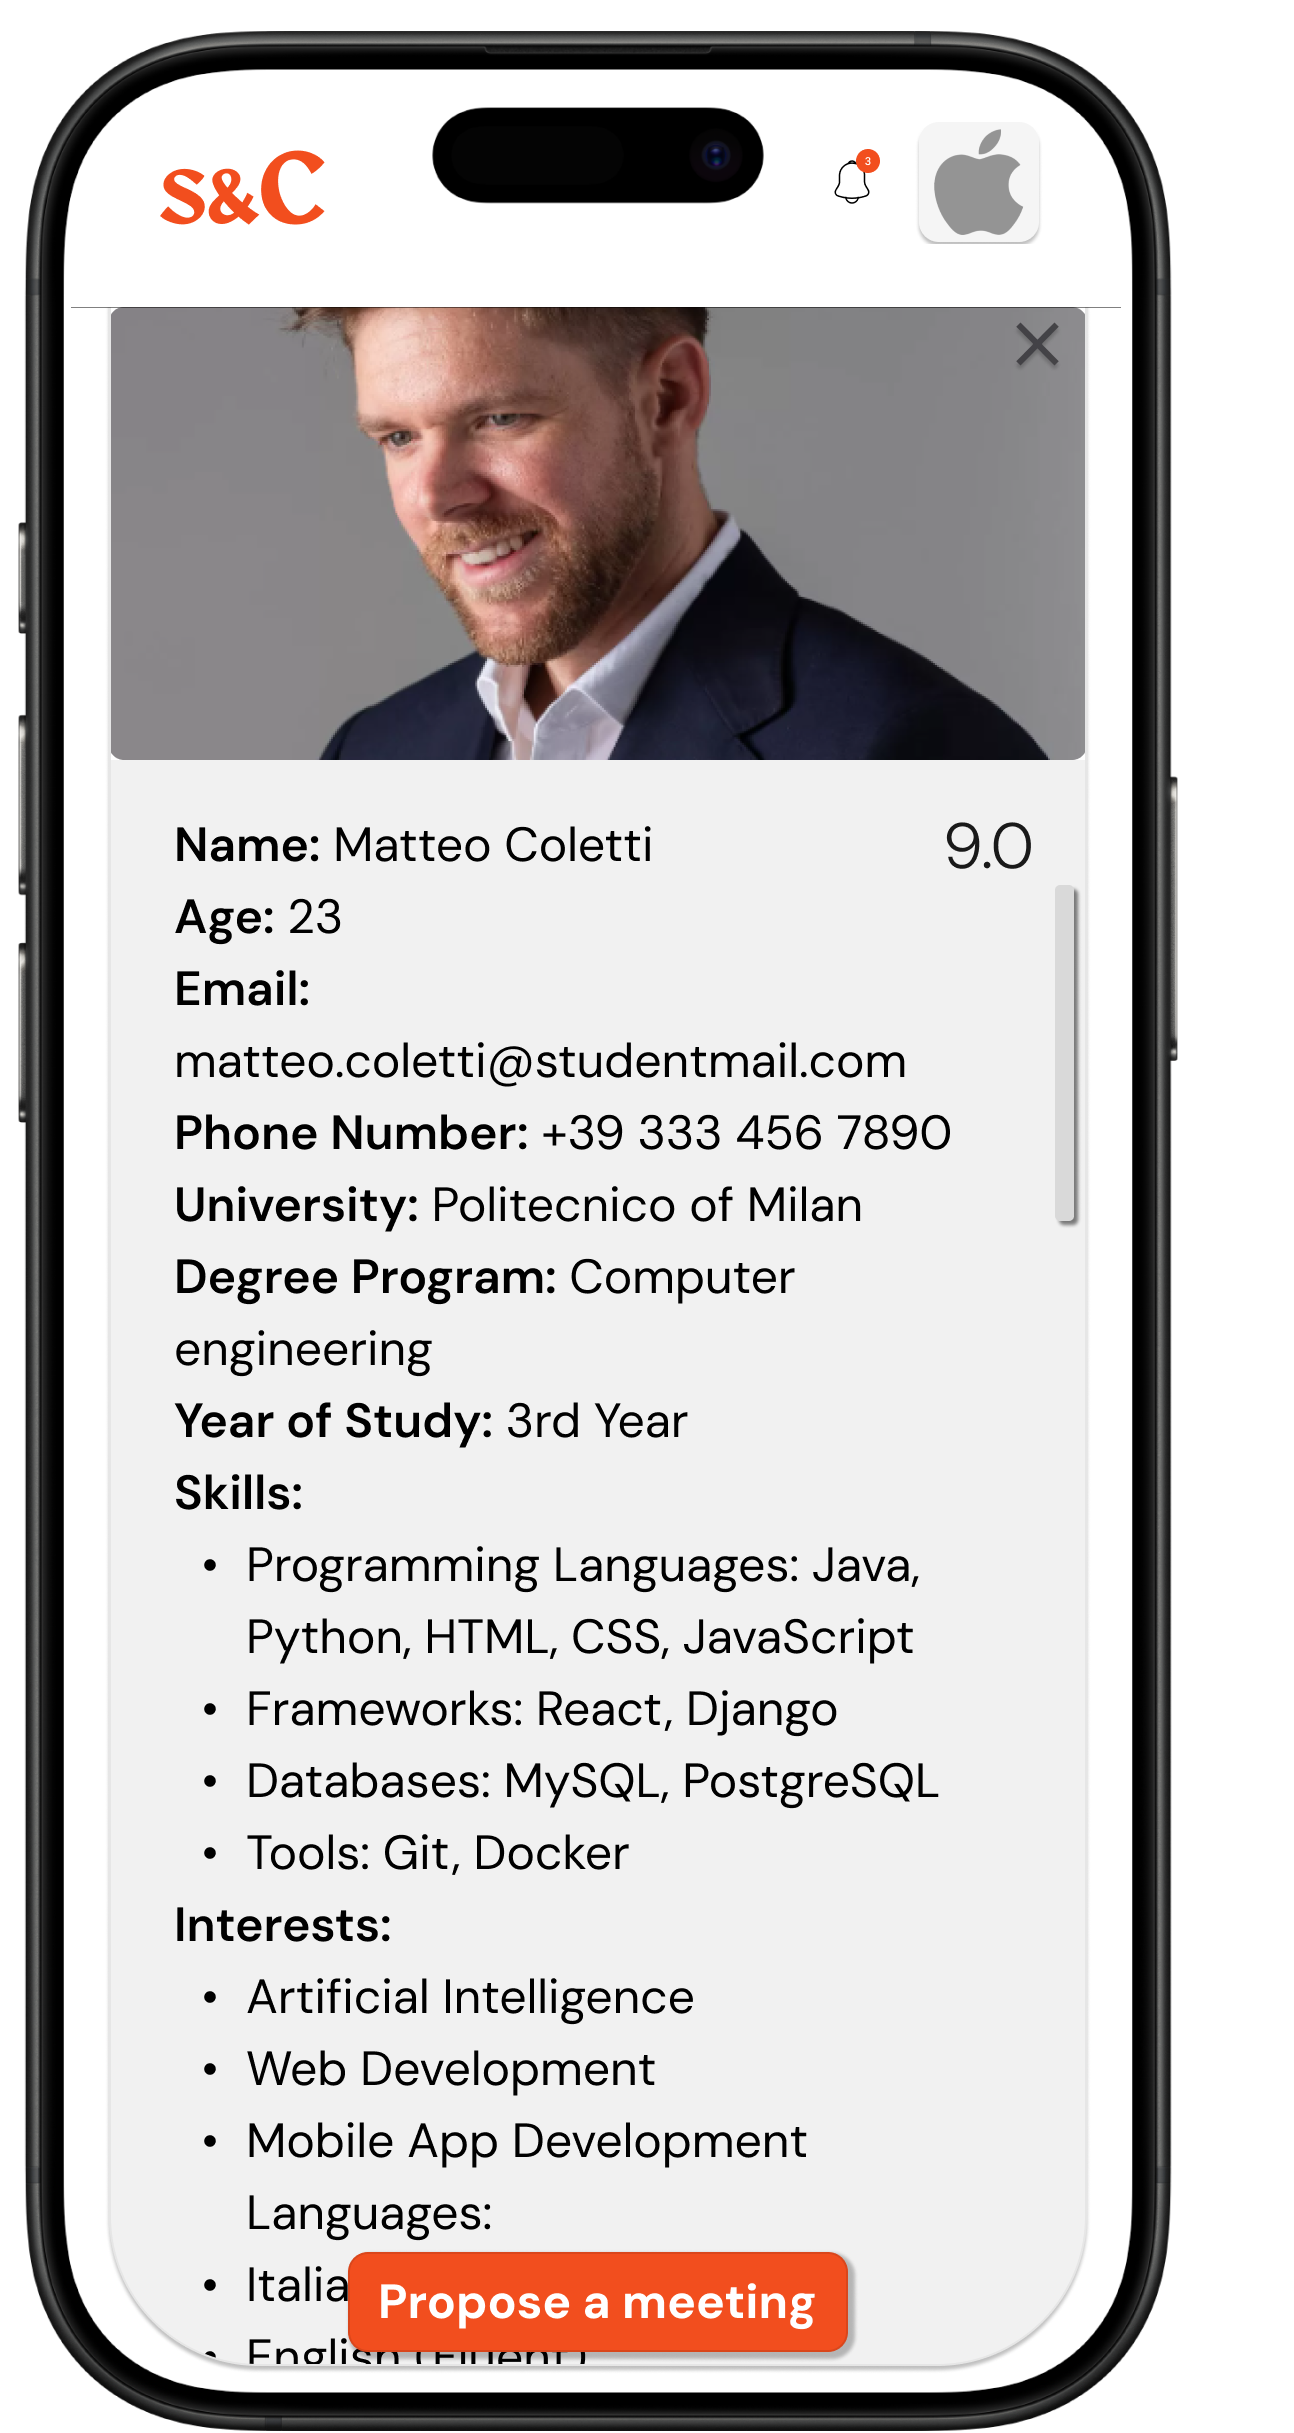 S&C
3
Name: Matteo Coletti
9.0
Age: 23
Email:
matteo.coletti@studentmail.com
Phone Number: +39 333 456 7890
University: Politecnico of Milan
Degree Program: Computer
engineering
Year of Study: 3rd Year
Skills:
• Programming Languages: Java,
Python, HTML, CSS, JavaScript
• Frameworks: React, Django
• Databases: MySQL, PostgreSQL
• Tools: Git, Docker
Interests:
• Artificial Intelligence
• Web Development
• Mobile App Development
Languages:
• Italia
Propose a meeting
• English (Fluent)